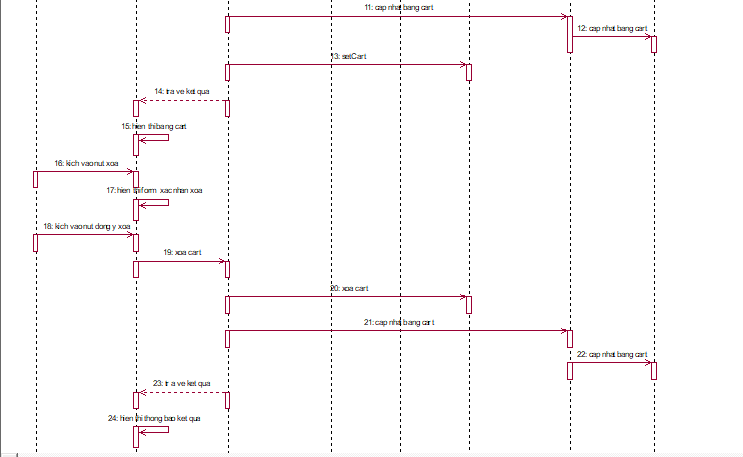 11: cap nhat bang cart
12: cap nhat bang cart
13: setCart
14: tra ve ket qua
15: hien thi bang cart
16: kich vao nut xoa
17: hien thi form xac nhan xoa
18: kich vao nut dong y xoa
19: xoa cart
20: xoa cart
21: cap nhat bang cart
22: cap nhat bang cart
23: tra ve ket qua
24: hien thi thong bao ket qua